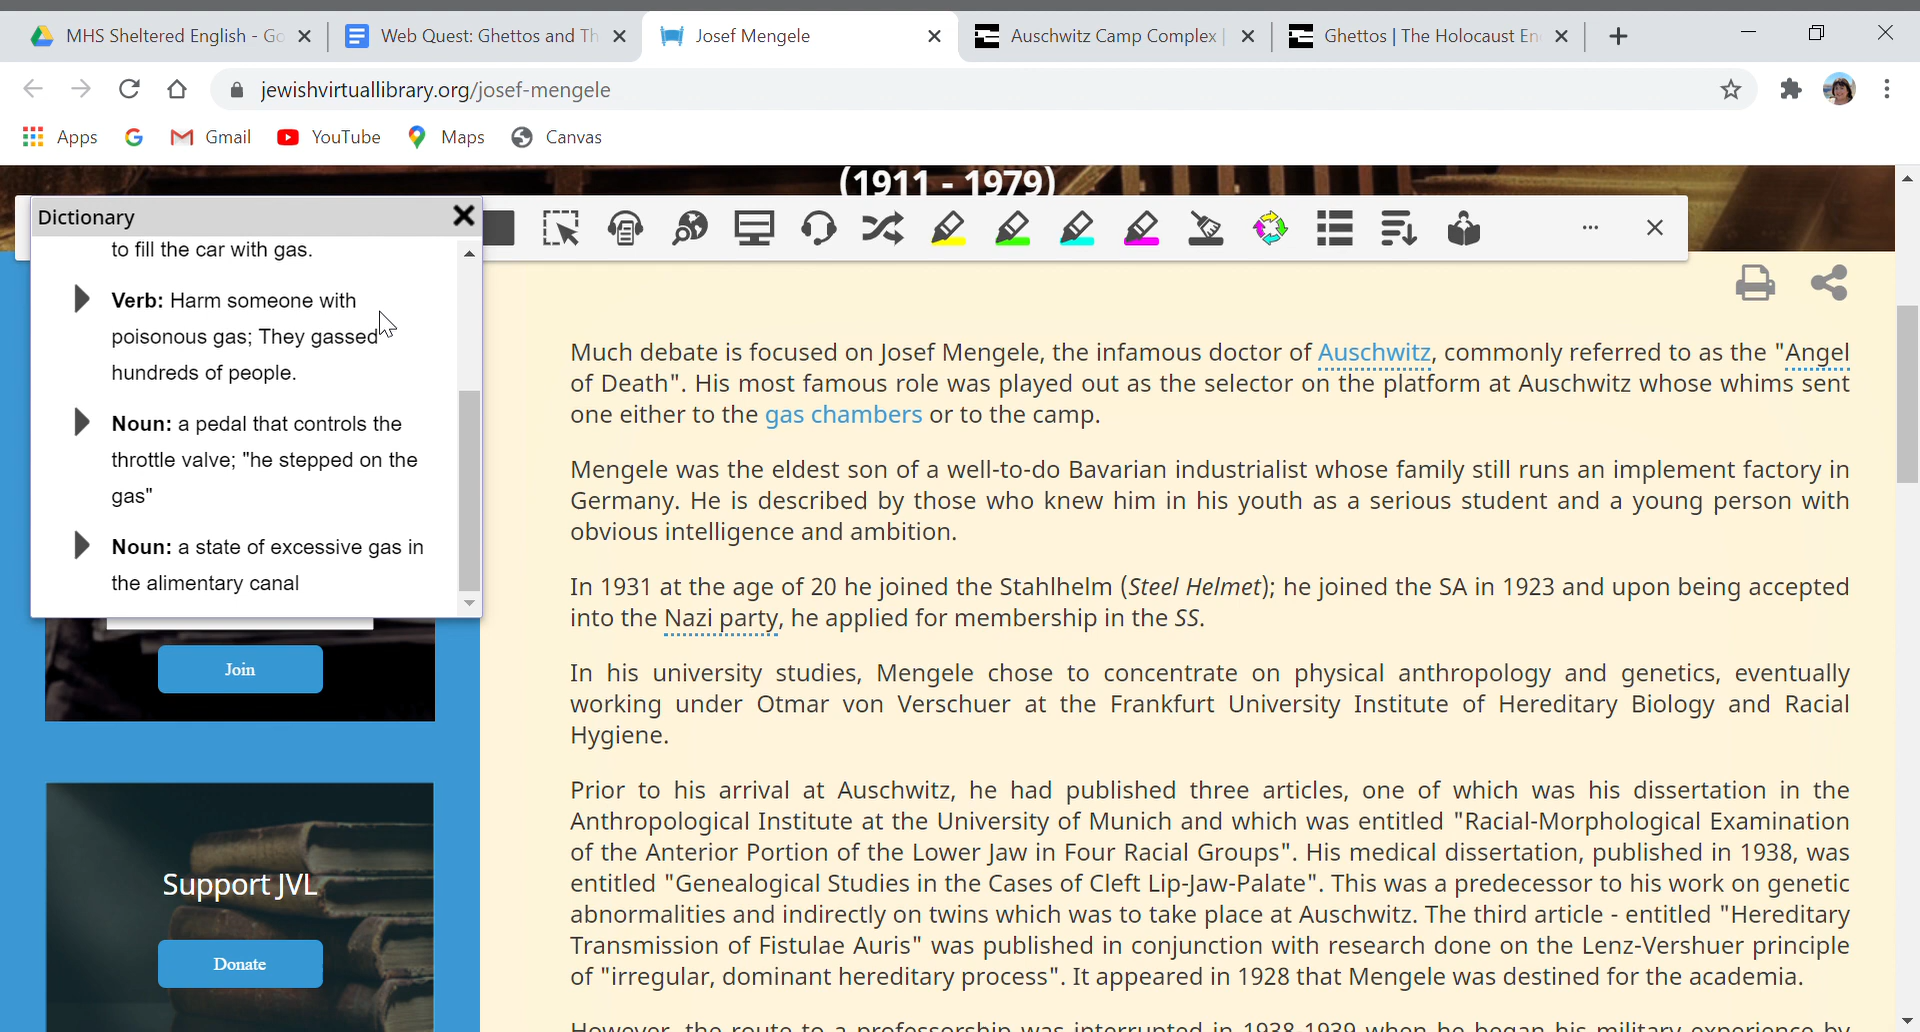 MHS Sheltered English - Go
Web Quest: Ghettos and Th
Josef Mengele
Auschwitz Camp Complex |
Ghettos | The Holocaust En
jewishvirtuallibrary.org/josef-mengele
Apps
Gmail
YouTube
Maps
Canvas
(1911 - 1979)
Dictionary
to fill the car with gas.
Verb: Harm someone with
poisonous gas; They gassed
hundreds of people.
Noun: a pedal that controls the
throttle valve; "he stepped on the
gas"
Noun: a state of excessive gas in
the alimentary canal
Join
Support JVL
Donate
Much debate is focused on Josef Mengele, the infamous doctor of Auschwitz, commonly referred to as the "Angel
of Death". His most famous role was played out as the selector on the platform at Auschwitz whose whims sent
one either to the gas chambers or to the camp.
Mengele was the eldest son of a well-to-do Bavarian industrialist whose family still runs an implement factory in
Germany. He is described by those who knew him in his youth as a serious student and a young person with
obvious intelligence and ambition.
In 1931 at the age of 20 he joined the Stahlhelm (Steel Helmet); he joined the SA in 1923 and upon being accepted
into the Nazi party, he applied for membership in the SS.
In his university studies, Mengele chose to concentrate on physical anthropology and genetics, eventually
working under Otmar von Verschuer at the Frankfurt University Institute of Hereditary Biology and Racial
Hygiene.
Prior to his arrival at Auschwitz, he had published three articles, one of which was his dissertation in the
Anthropological Institute at the University of Munich and which was entitled "Racial-Morphological Examination
of the Anterior Portion of the Lower Jaw in Four Racial Groups". His medical dissertation, published in 1938, was
entitled "Genealogical Studies in the Cases of Cleft Lip-Jaw-Palate". This was a predecessor to his work on genetic
abnormalities and indirectly on twins which was to take place at Auschwitz. The third article - entitled "Hereditary
Transmission of Fistulae Auris" was published in conjunction with research done on the Lenz-Vershuer principle
of "irregular, dominant hereditary process". It appeared in 1928 that Mengele was destined for the academia.
However, the route to a professorship was interrupted in 1938-1939 when he began his military experience by